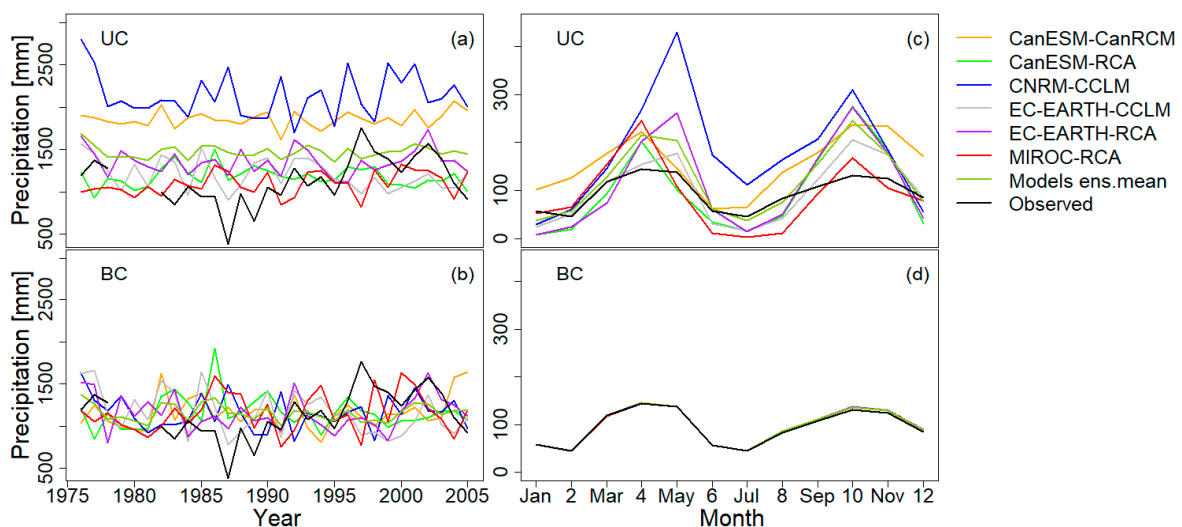 UC (a)
Precipitation [mm]
500 1500 2500
BC (b)
Precipitation [mm]
500 1500 2500
1975 1980 1985 1990 1995 2000 2005
Year
UC (c)
0 100 300
BC (d)
0 100 300
Jan 2 Mar 4 May 6 Jul 8 Sep 10 Nov 12
Month
CanESM-CanRCM
CanESM-RCA
CNRM-CCLM
EC-EARTH-CCLM
EC-EARTH-RCA
MIROC-RCA
Models ens.mean
Observed